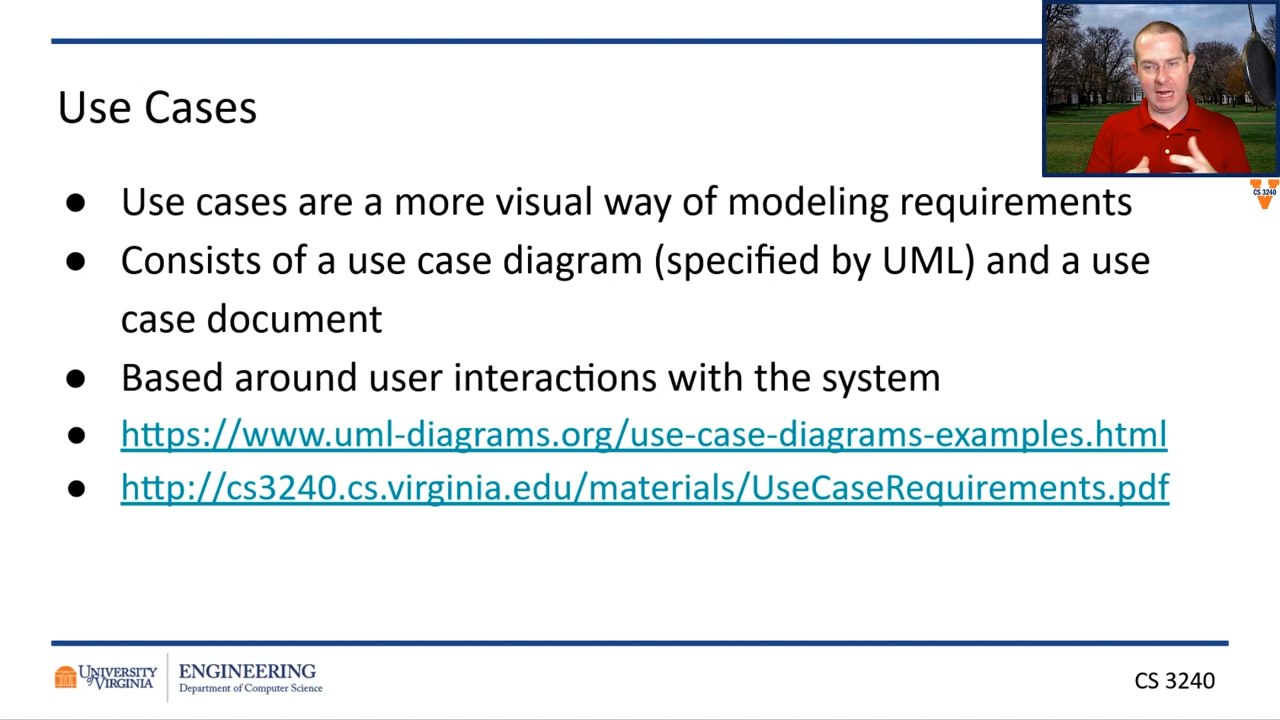 Use Cases
CS 3240
● Use cases are a more visual way of modeling requirements
● Consists of a use case diagram (specified by UML) and a use
case document
● Based around user interactions with the system
● https://www.uml-diagrams.org/use-case-diagrams-examples.html
● http://cs3240.cs.virginia.edu/materials/UseCaseRequirements.pdf
UNIVERSITY
of VIRGINIA
ENGINEERING
Department of Computer Science
CS 3240